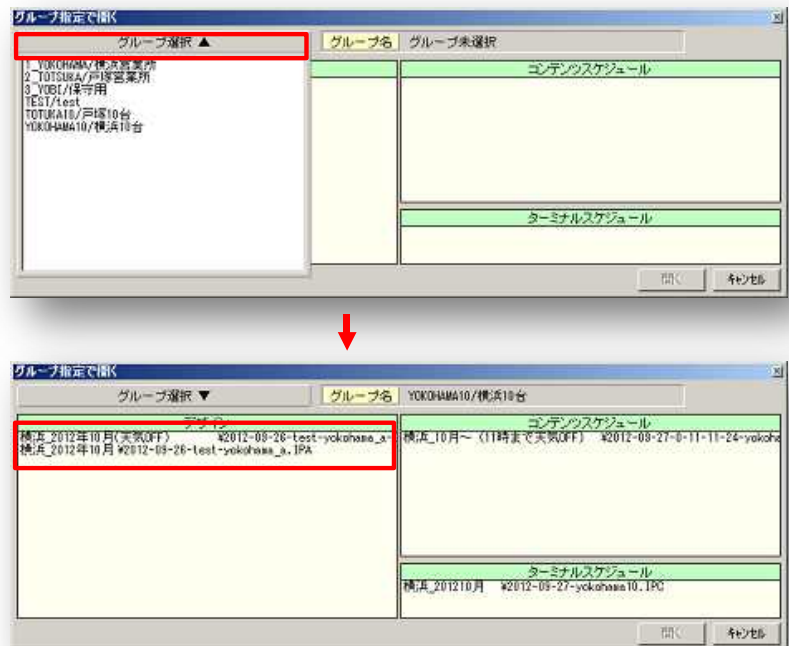 グループ指定で開く
グループ選択 ▲
グループ名 グループ未選択
1_YOKOHAMA/横浜営業所
2_TOTSUKA/戸塚営業所
3_YOBI/保守用
TEST/test
TOTUKA10/戸塚10台
YOKOHAMA10/横浜10台
コンテンツスケジュール
ターミナルスケジュール
開く キャンセル
グループ指定で開く
グループ選択 ▼
グループ名 YOKOHAMA10/横浜10台
デザイン
横浜_2012年10月(天気OFF) ¥2012-09-26-test-yokohama_a-
横浜_2012年10月 ¥2012-09-26-test-yokohama_a.IPA
コンテンツスケジュール
横浜_10月~ (11時まで天気OFF) ¥2012-09-27-0-11-11-24-yokoha
ターミナルスケジュール
横浜_201210月 ¥2012-09-27-yokohama10.IPC
開く キャンセル